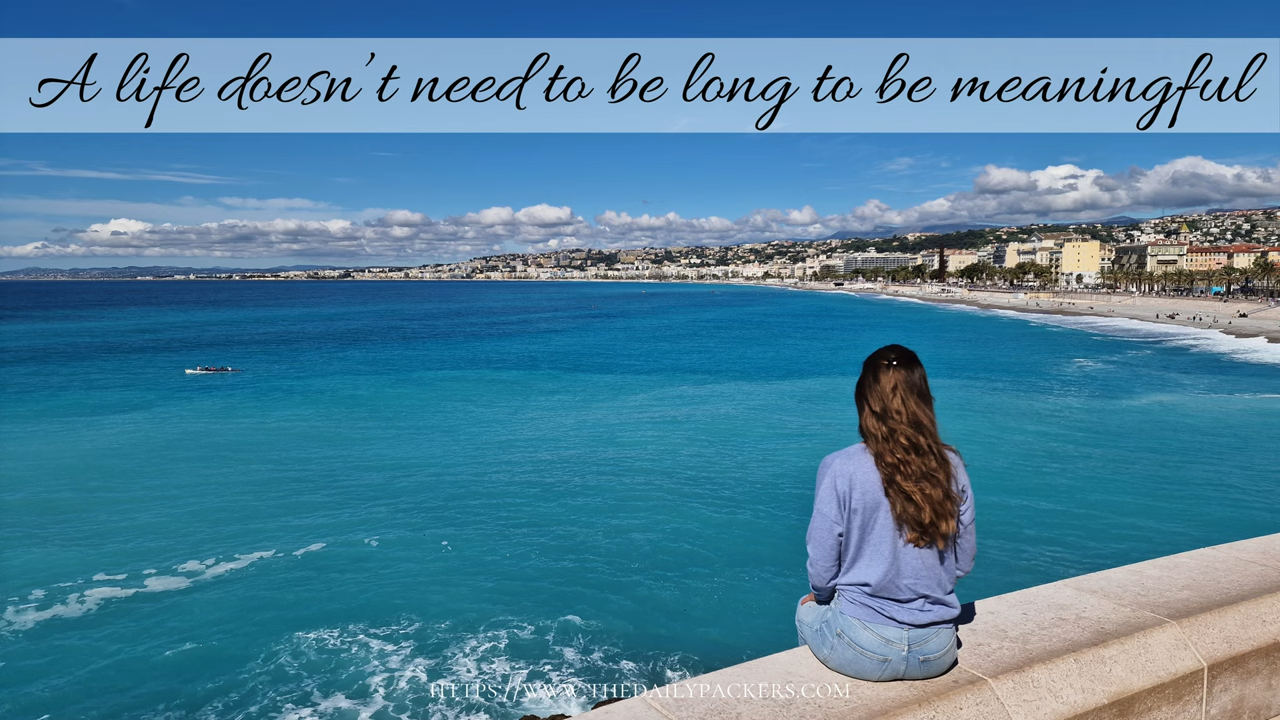 A life doesn't need to be long to be meaningful
HTTPS://WWW.THEDAILYPACKERS.COM